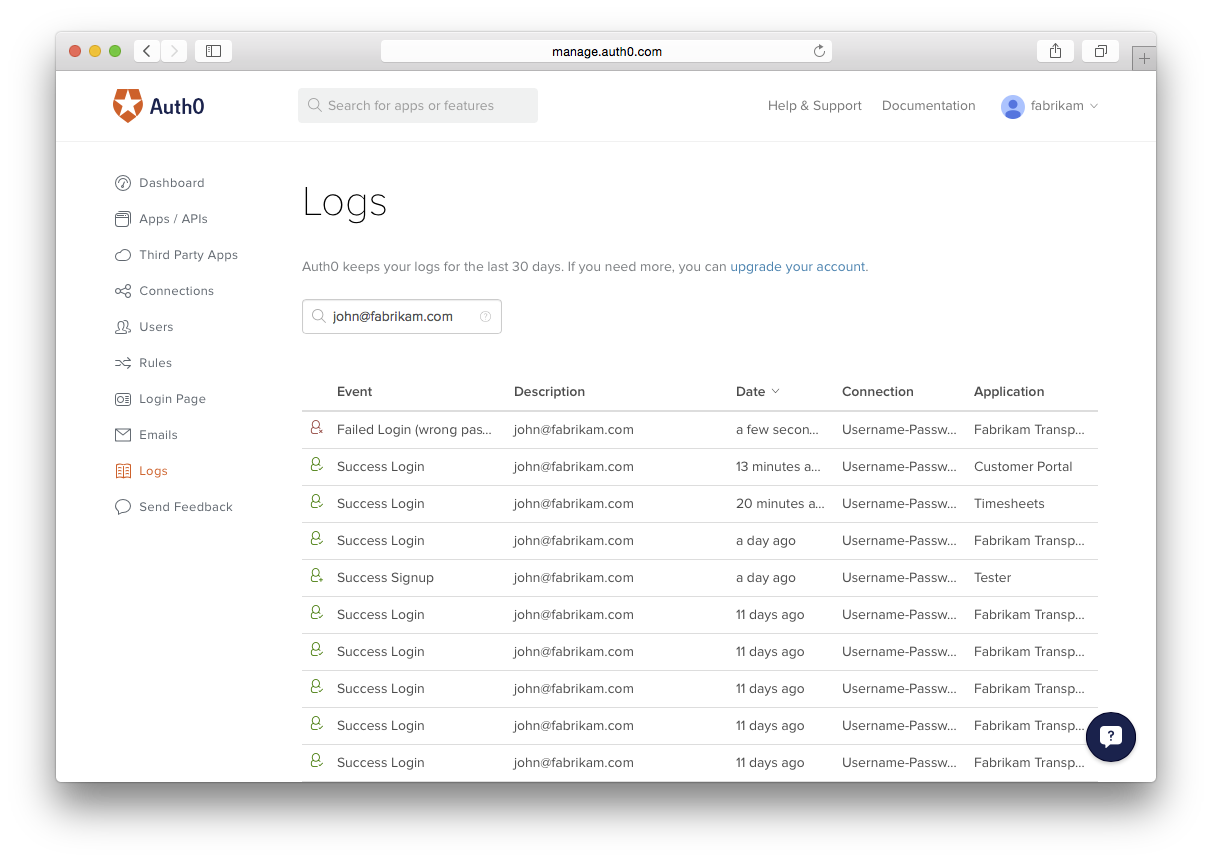 manage.auth0.com
Auth0
Search for apps or features
Help & Support Documentation fabrikam
Dashboard
Apps / APIs
Third Party Apps
Connections
Users
Rules
Login Page
Emails
Logs
Send Feedback
Logs
Auth0 keeps your logs for the last 30 days. If you need more, you can upgrade your account.
john@fabrikam.com ?
Event Description Date Connection Application
Failed Login (wrong pas... john@fabrikam.com a few secon... Username-Passw... Fabrikam Transp...
Success Login john@fabrikam.com 13 minutes a... Username-Passw... Customer Portal
Success Login john@fabrikam.com 20 minutes a... Username-Passw... Timesheets
Success Login john@fabrikam.com a day ago Username-Passw... Fabrikam Transp...
Success Signup john@fabrikam.com a day ago Username-Passw... Tester
Success Login john@fabrikam.com 11 days ago Username-Passw... Fabrikam Transp...
Success Login john@fabrikam.com 11 days ago Username-Passw... Fabrikam Transp...
Success Login john@fabrikam.com 11 days ago Username-Passw... Fabrikam Transp...
Success Login john@fabrikam.com 11 days ago Username-Passw... Fabrikam Transp...
Success Login john@fabrikam.com 11 days ago Username-Passw... Fabrikam Transp...
?